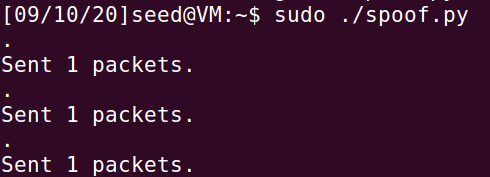 [09/10/20]seed@VM:~$ sudo ./spoof.py
.
Sent 1 packets.
.
Sent 1 packets.
.
Sent 1 packets.